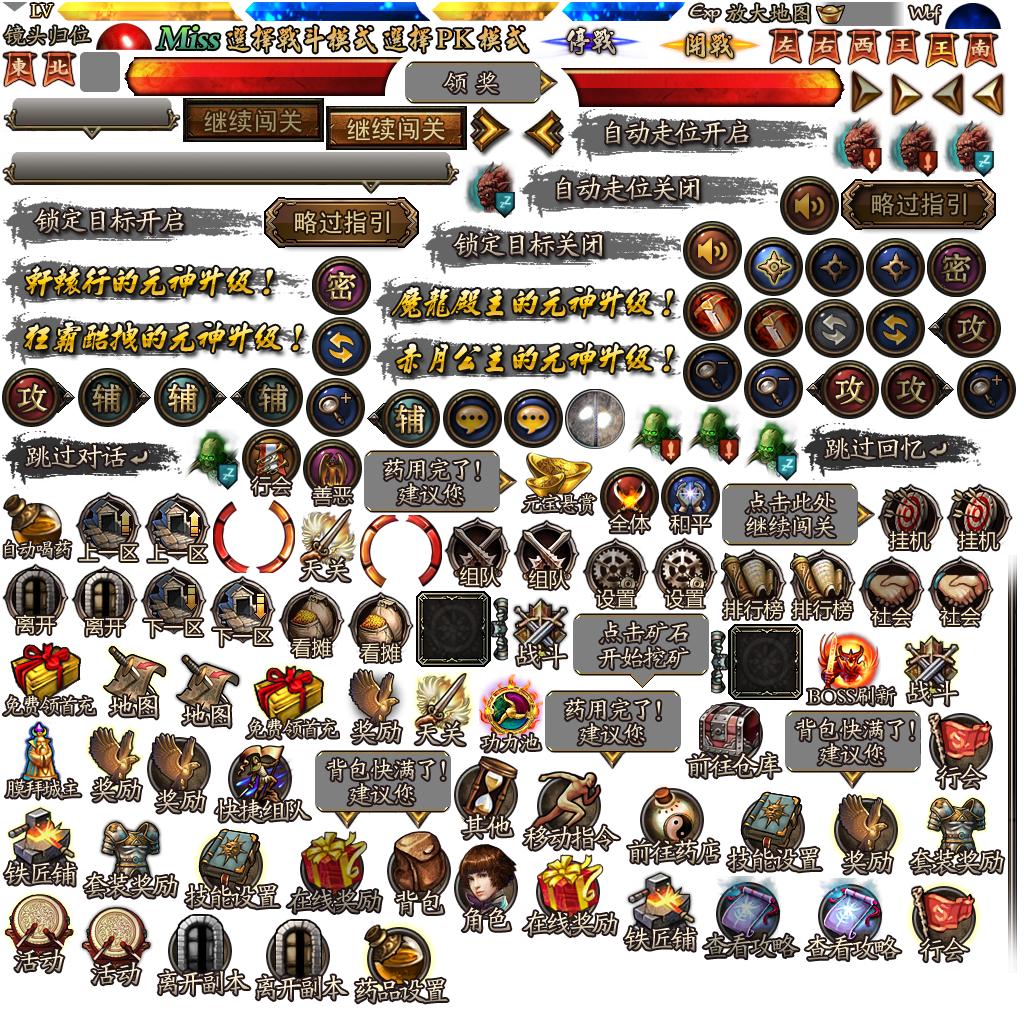 LV
Exp 放大地图
Wbf
镜头归位
Miss 選擇戰斗模式 選擇PK模式
停戰
開戰
左 右 西 王 王 南
東 北
领奖
继续闯关
继续闯关
自动走位开启
自动走位关闭
锁定目标开启
略过指引
略过指引
锁定目标关闭
轩辕行的元神升级！
密
密
魔龍殿主的元神升级！
狂霸酷拽的元神升级！
攻
赤月公主的元神升级！
攻 辅 辅 辅
辅
攻 攻
跳过对话
行会
善恶
药用完了！
建议您
元宝悬赏
全体
和平
点击此处
继续闯关
跳过回忆
挂机
挂机
自动喝药
上一区
上一区
天关
组队
组队
设置
设置
排行榜
排行榜
社会
社会
离开
离开
下一区
下一区
看摊
看摊
战斗
点击矿石
开始挖矿
BOSS刷新
战斗
免费领首充
地图
地图
免费领首充
奖励
天关
功力池
药用完了！
建议您
前往仓库
背包快满了！
建议您
行会
膜拜城主
奖励
奖励
快捷组队
背包快满了！
建议您
其他
移动指令
前往药店
技能设置
奖励
套装奖励
铁匠铺
套装奖励
技能设置
在线奖励
背包
角色
在线奖励
铁匠铺
查看攻略
查看攻略
行会
活动
活动
离开副本
离开副本
药品设置